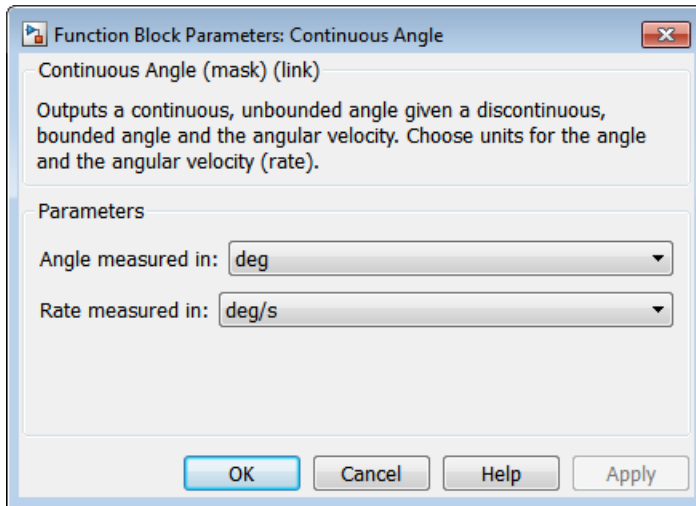 Function Block Parameters: Continuous Angle
Continuous Angle (mask) (link)
Outputs a continuous, unbounded angle given a discontinuous,
bounded angle and the angular velocity. Choose units for the angle
and the angular velocity (rate).
Parameters
Angle measured in: deg
Rate measured in: deg/s
OK Cancel Help Apply